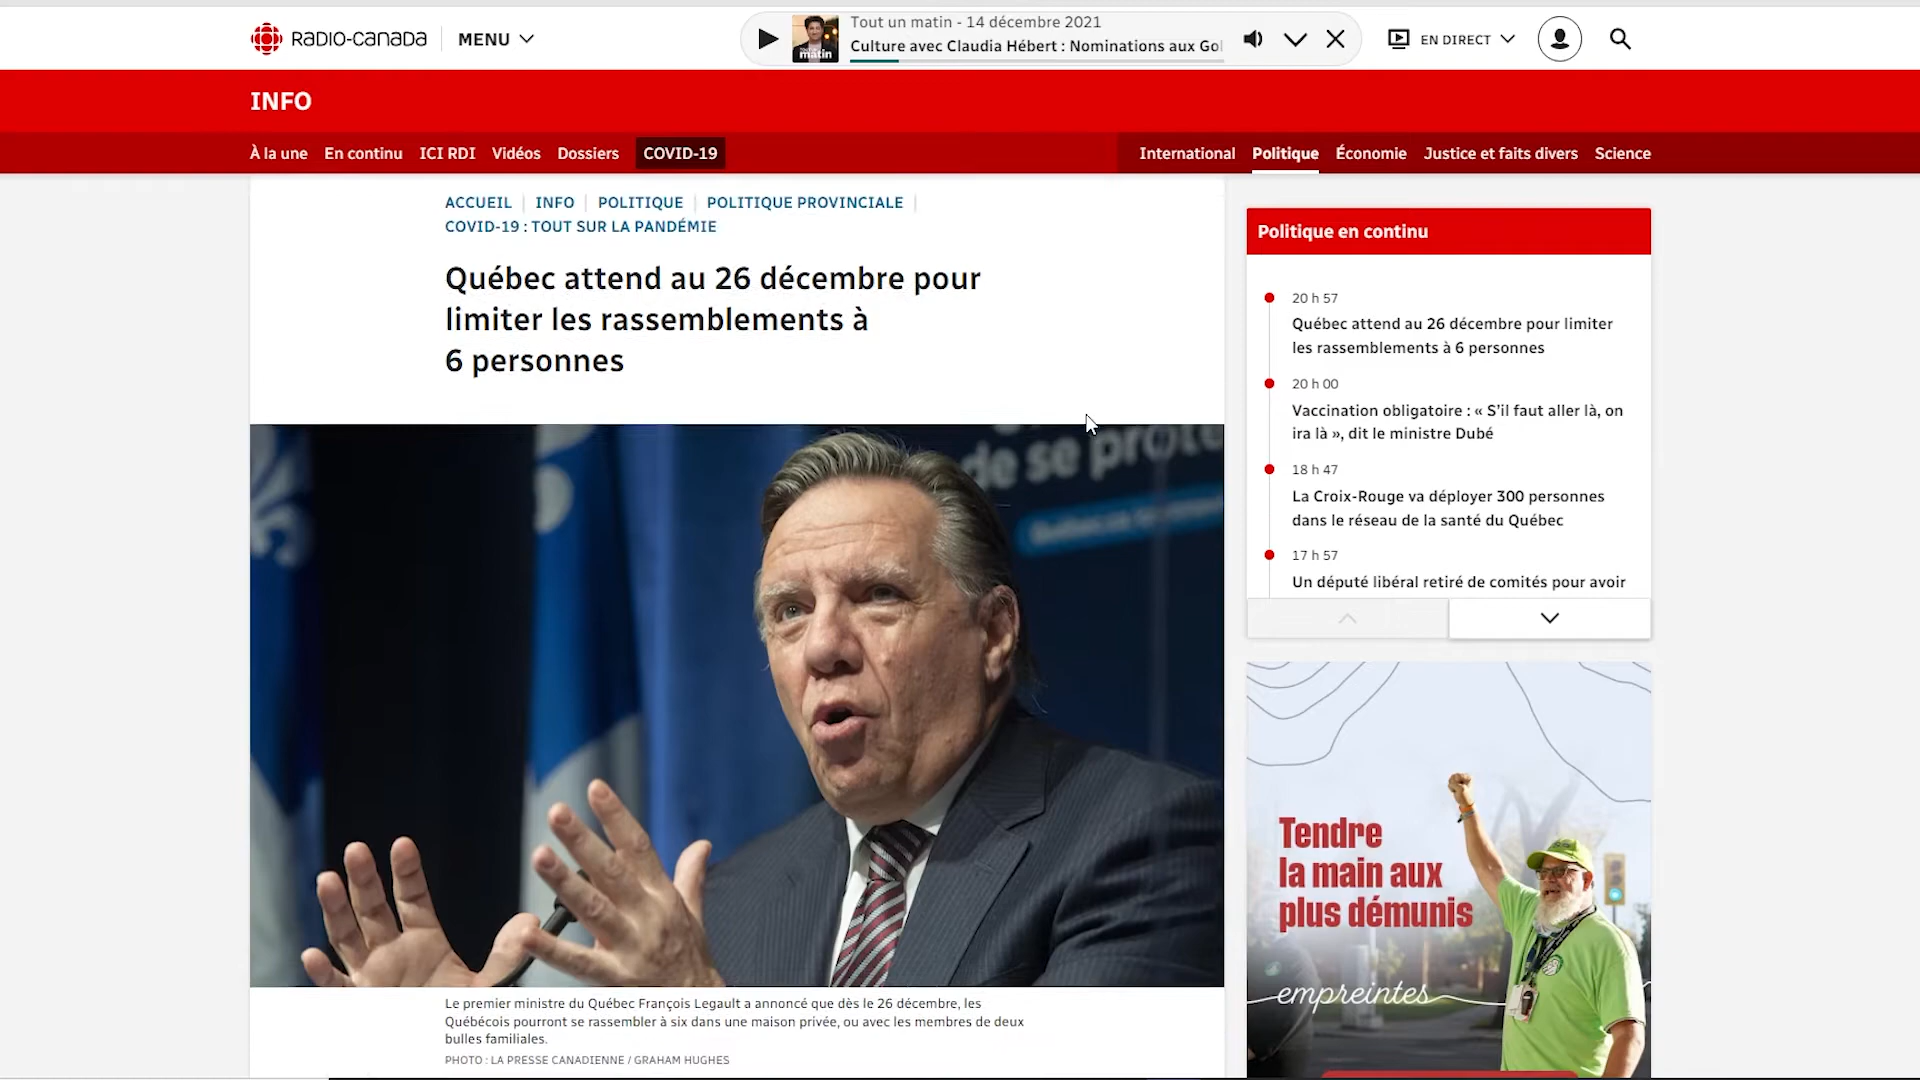 RADIO-CANADA
MENU
Tout un matin - 14 décembre 2021
Culture avec Claudia Hébert : Nominations aux Gol
matin
EN DIRECT
INFO
À la une
En continu
ICI RDI
Vidéos
Dossiers
COVID-19
International
Politique
Économie
Justice et faits divers
Science
ACCUEIL
INFO
POLITIQUE
POLITIQUE PROVINCIALE
COVID-19 : TOUT SUR LA PANDÉMIE
Québec attend au 26 décembre pour
limiter les rassemblements à
6 personnes
de se prote
Le premier ministre du Québec François Legault a annoncé que dès le 26 décembre, les
Québécois pourront se rassembler à six dans une maison privée, ou avec les membres de deux
bulles familiales.
PHOTO : LA PRESSE CANADIENNE / GRAHAM HUGHES
Politique en continu
20 h 57
Québec attend au 26 décembre pour limiter
les rassemblements à 6 personnes
20 h 00
Vaccination obligatoire : « S'il faut aller là, on
ira là », dit le ministre Dubé
18 h 47
La Croix-Rouge va déployer 300 personnes
dans le réseau de la santé du Québec
17 h 57
Un député libéral retiré de comités pour avoir
Tendre
la main aux
plus démunis
empreintes